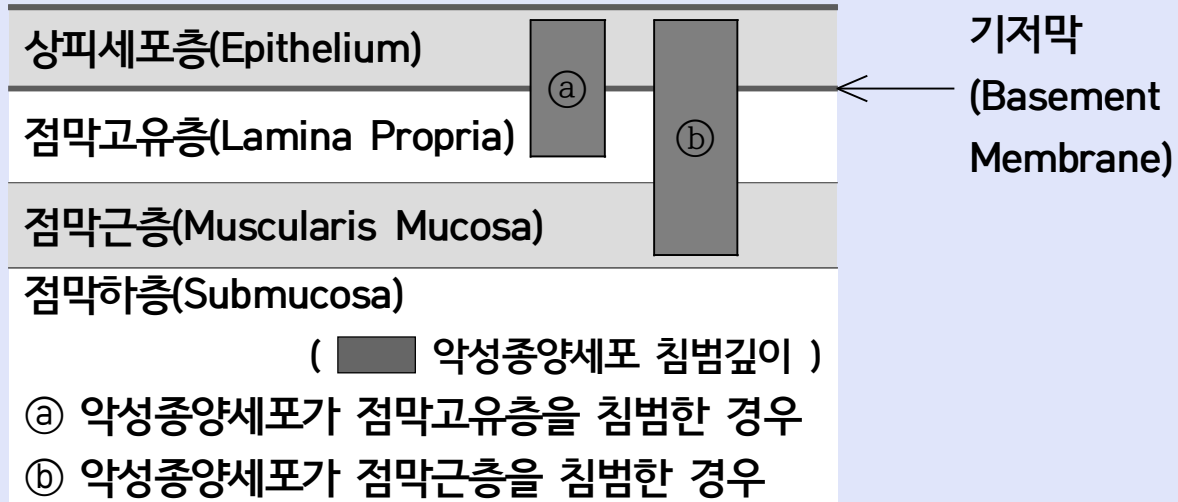 상피세포층(Epithelium)
ⓐ
기저막
(Basement
Membrane)
점막고유층(Lamina Propria)
ⓑ
점막근층(Muscularis Mucosa)
점막하층(Submucosa)
( 악성종양세포 침범깊이 )
ⓐ 악성종양세포가 점막고유층을 침범한 경우
ⓑ 악성종양세포가 점막근층을 침범한 경우